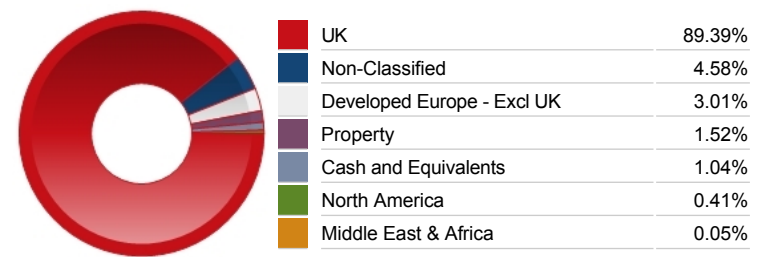 UK 89.39%
Non-Classified 4.58%
Developed Europe - Excl UK 3.01%
Property 1.52%
Cash and Equivalents 1.04%
North America 0.41%
Middle East & Africa 0.05%